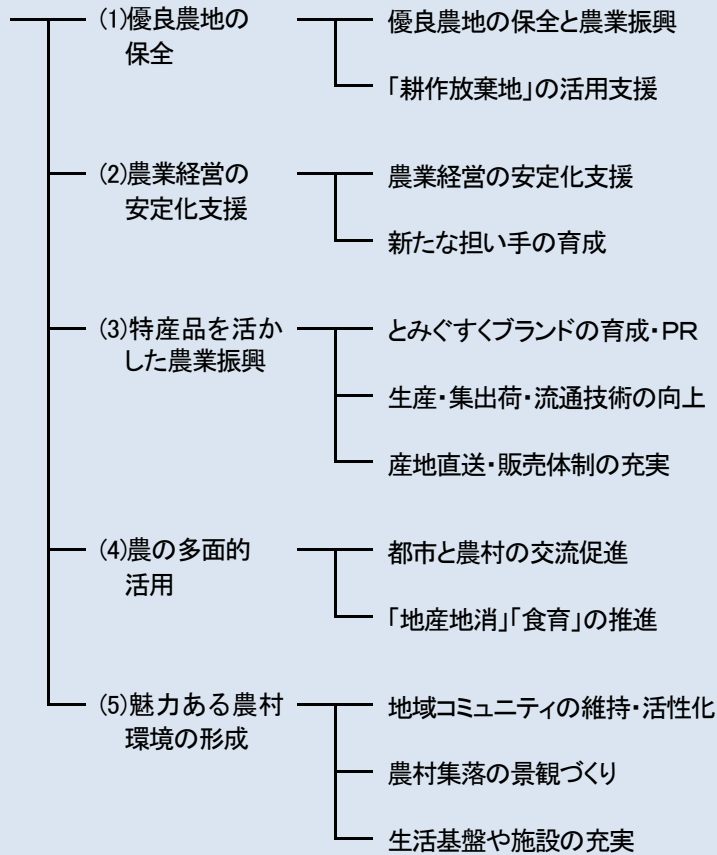 (1)優良農地の
保全
優良農地の保全と農業振興
「耕作放棄地」の活用支援
(2)農業経営の
安定化支援
農業経営の安定化支援
新たな担い手の育成
(3)特産品を活か
した農業振興
とみぐすくブランドの育成・PR
生産・集出荷・流通技術の向上
産地直送・販売体制の充実
(4)農の多面的
活用
都市と農村の交流促進
「地産地消」「食育」の推進
(5)魅力ある農村
環境の形成
地域コミュニティの維持・活性化
農村集落の景観づくり
生活基盤や施設の充実